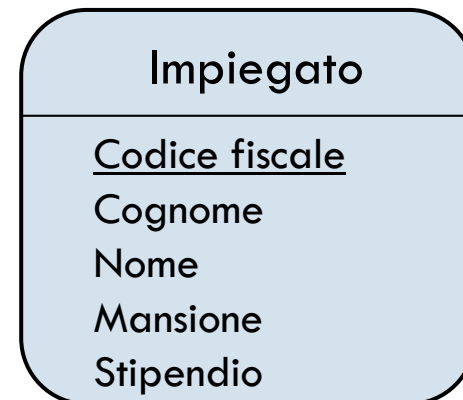 Impiegato
Codice fiscale
Cognome
Nome
Mansione
Stipendio